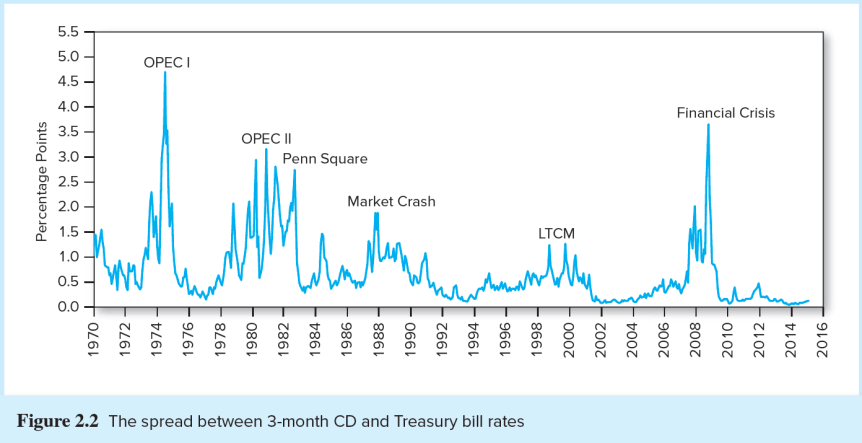 5.5
5.0
OPEC I
4.5
4.0
Financial Crisis
3.5
OPEC II
3.0
Penn Square
2.5
Market Crash
2.0
LTCM
1.5
1.0
0.5
0.0
Percentage Points
1970 1972 1974 1976 1978 1980 1982 1984 1986 1988 1990 1992 1994 1996 1998 2000 2002 2004 2006 2008 2010 2012 2014 2016
Figure 2.2 The spread between 3-month CD and Treasury bill rates